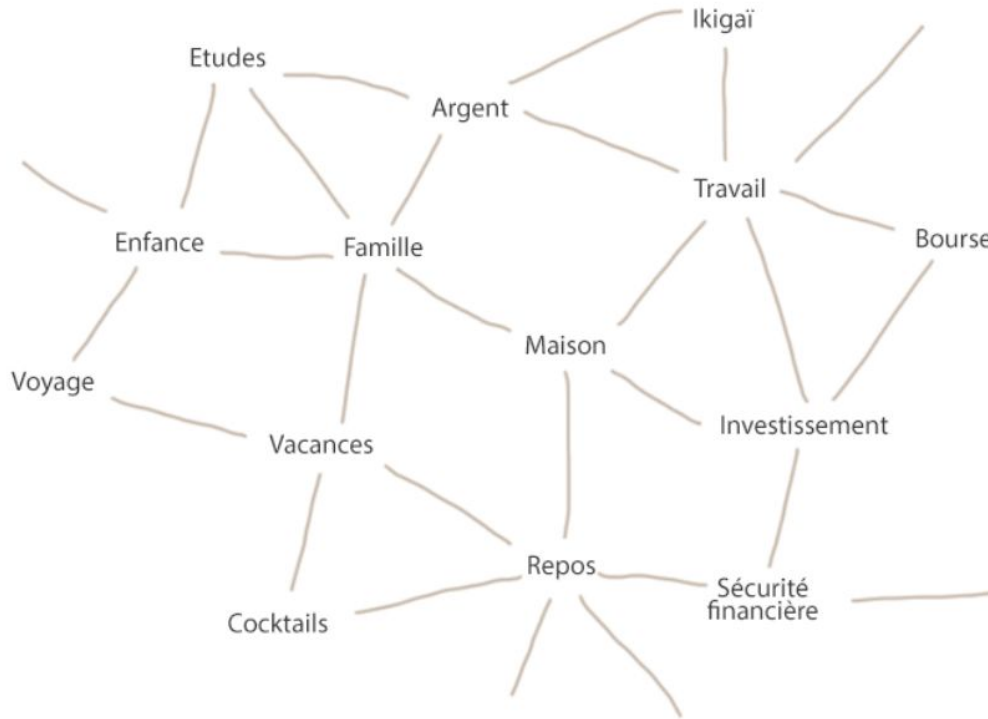 Ikigaï
Etudes
Argent
Travail
Enfance
Famille
Bourse
Maison
Voyage
Vacances
Investissement
Repos
Sécurité
financière
Cocktails